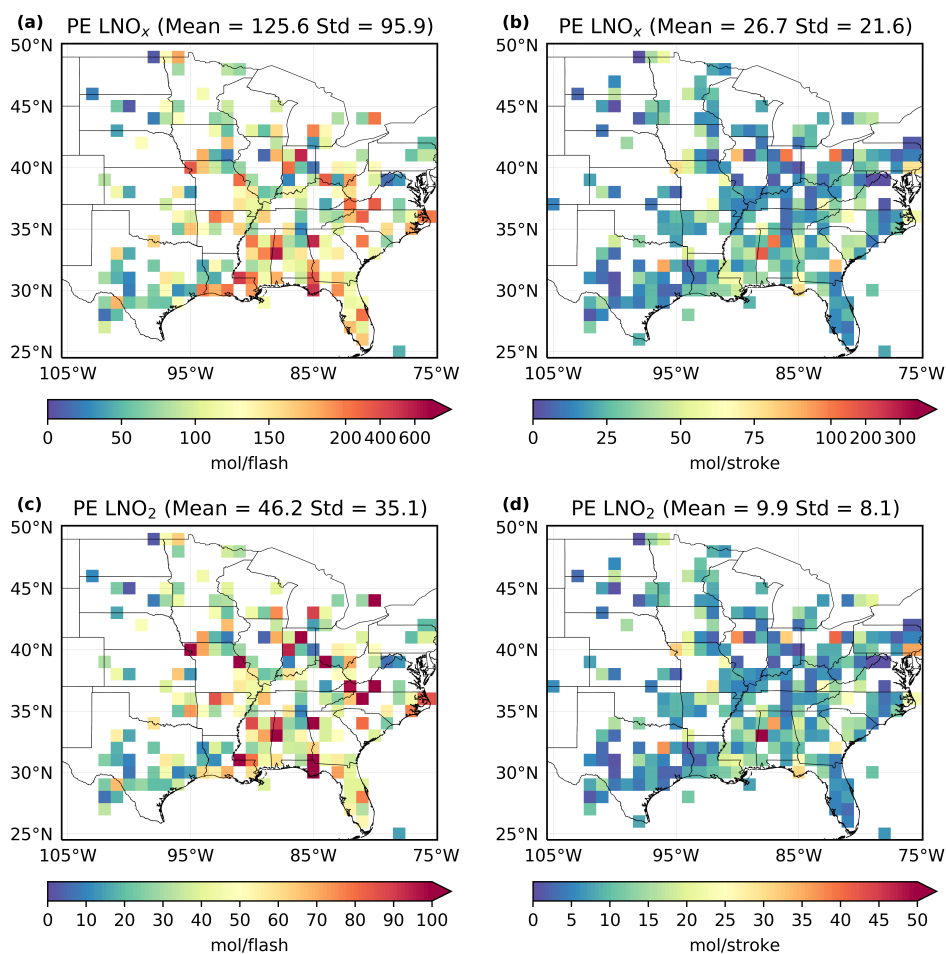 (a) PE LNOₓ (Mean = 125.6 Std = 95.9)
(b) PE LNOₓ (Mean = 26.7 Std = 21.6)
50°N
45°N
40°N
35°N
30°N
25°N
105°W 95°W 85°W 75°W
50°N
45°N
40°N
35°N
30°N
25°N
105°W 95°W 85°W 75°W
0 50 100 150 200 400 600
mol/flash
0 25 50 75 100 200 300
mol/stroke
(c) PE LNO₂ (Mean = 46.2 Std = 35.1)
(d) PE LNO₂ (Mean = 9.9 Std = 8.1)
50°N
45°N
40°N
35°N
30°N
25°N
105°W 95°W 85°W 75°W
50°N
45°N
40°N
35°N
30°N
25°N
105°W 95°W 85°W 75°W
0 10 20 30 40 50 60 70 80 90 100
mol/flash
0 5 10 15 20 25 30 35 40 45 50
mol/stroke